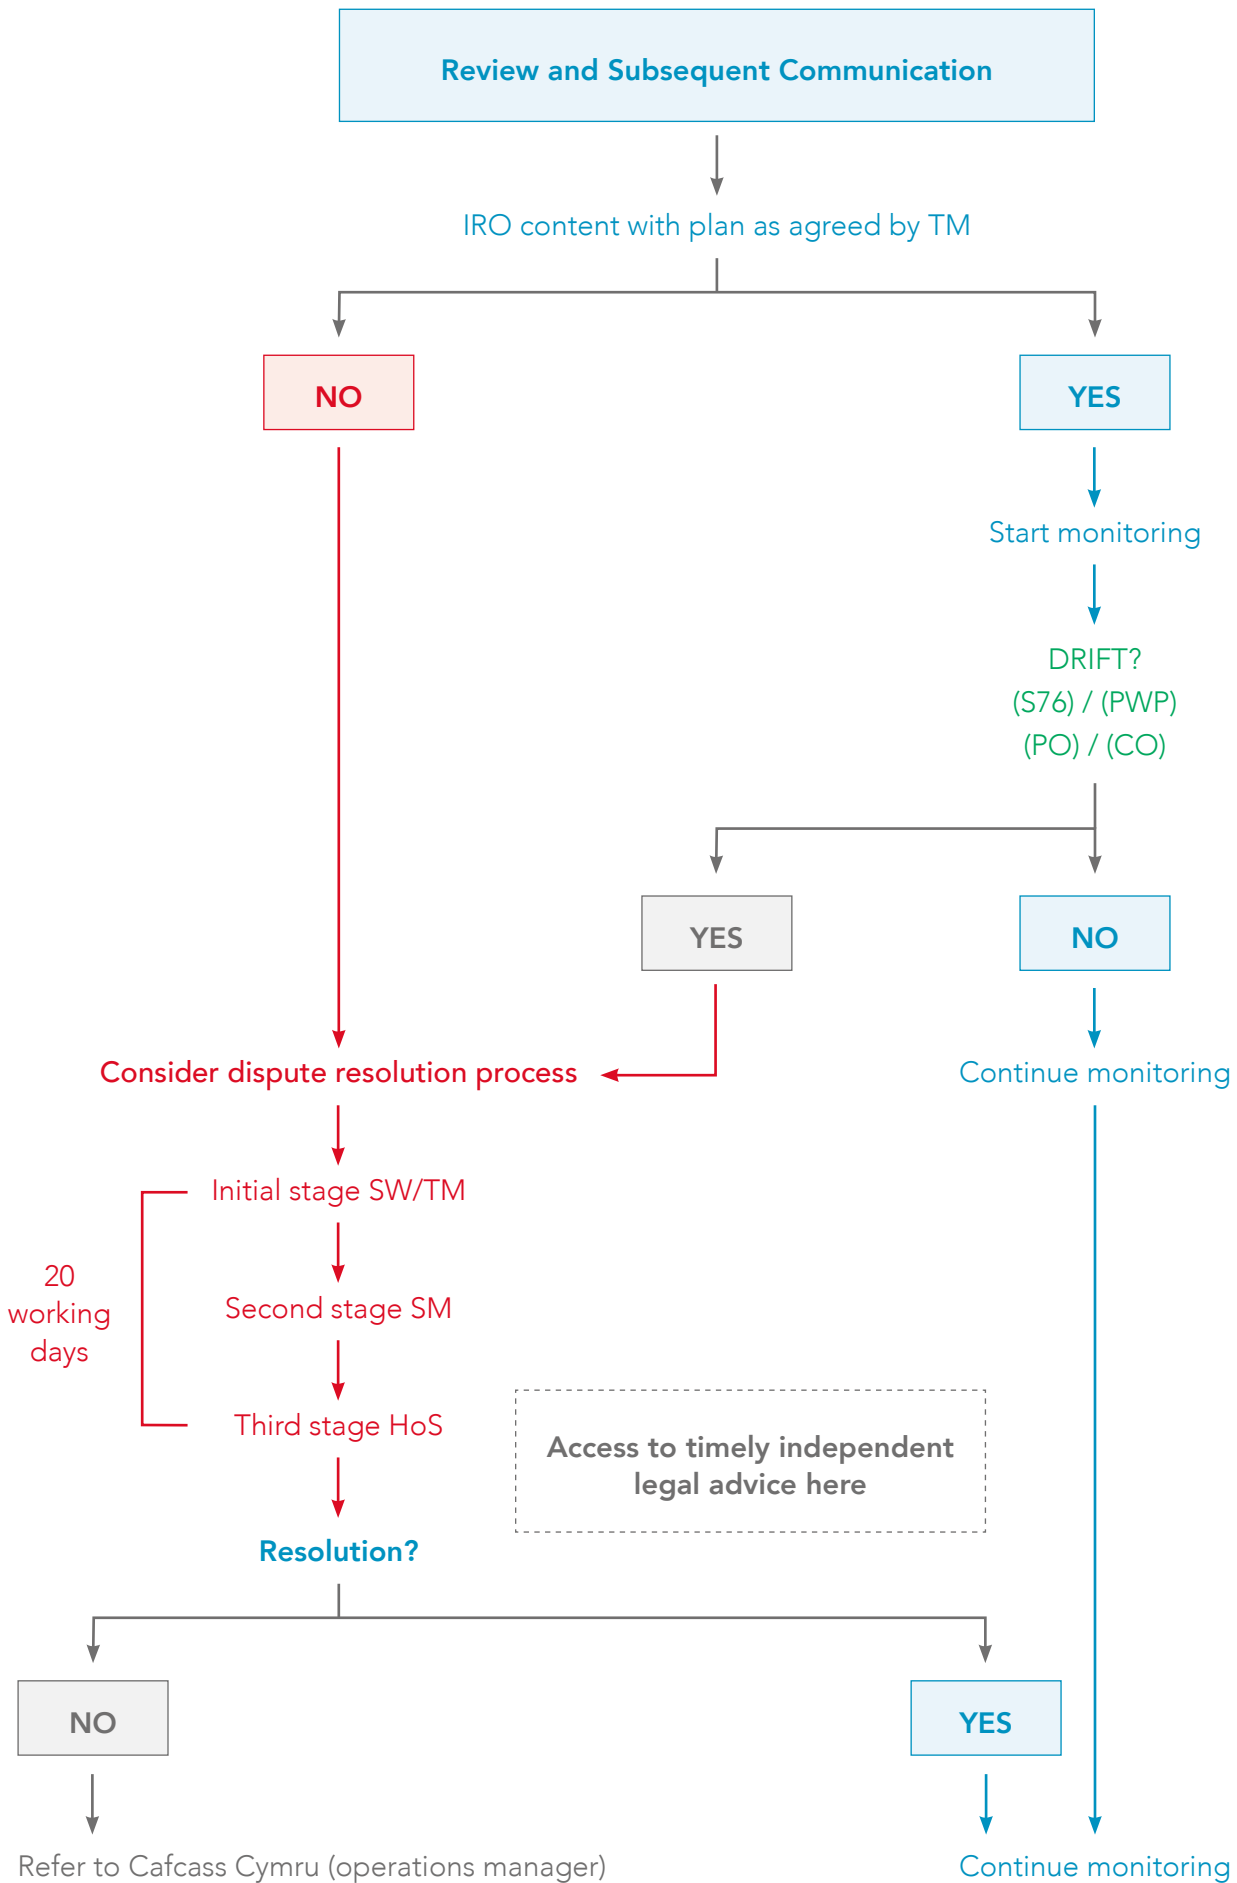 Review and Subsequent Communication
IRO content with plan as agreed by TM
NO
YES
Start monitoring
DRIFT?
(S76) / (PWP)
(PO) / (CO)
YES
NO
Consider dispute resolution process
Continue monitoring
Initial stage SW/TM
20
working
days
Second stage SM
Third stage HoS
Access to timely independent
legal advice here
Resolution?
NO
YES
Refer to Cafcass Cymru (operations manager)
Continue monitoring